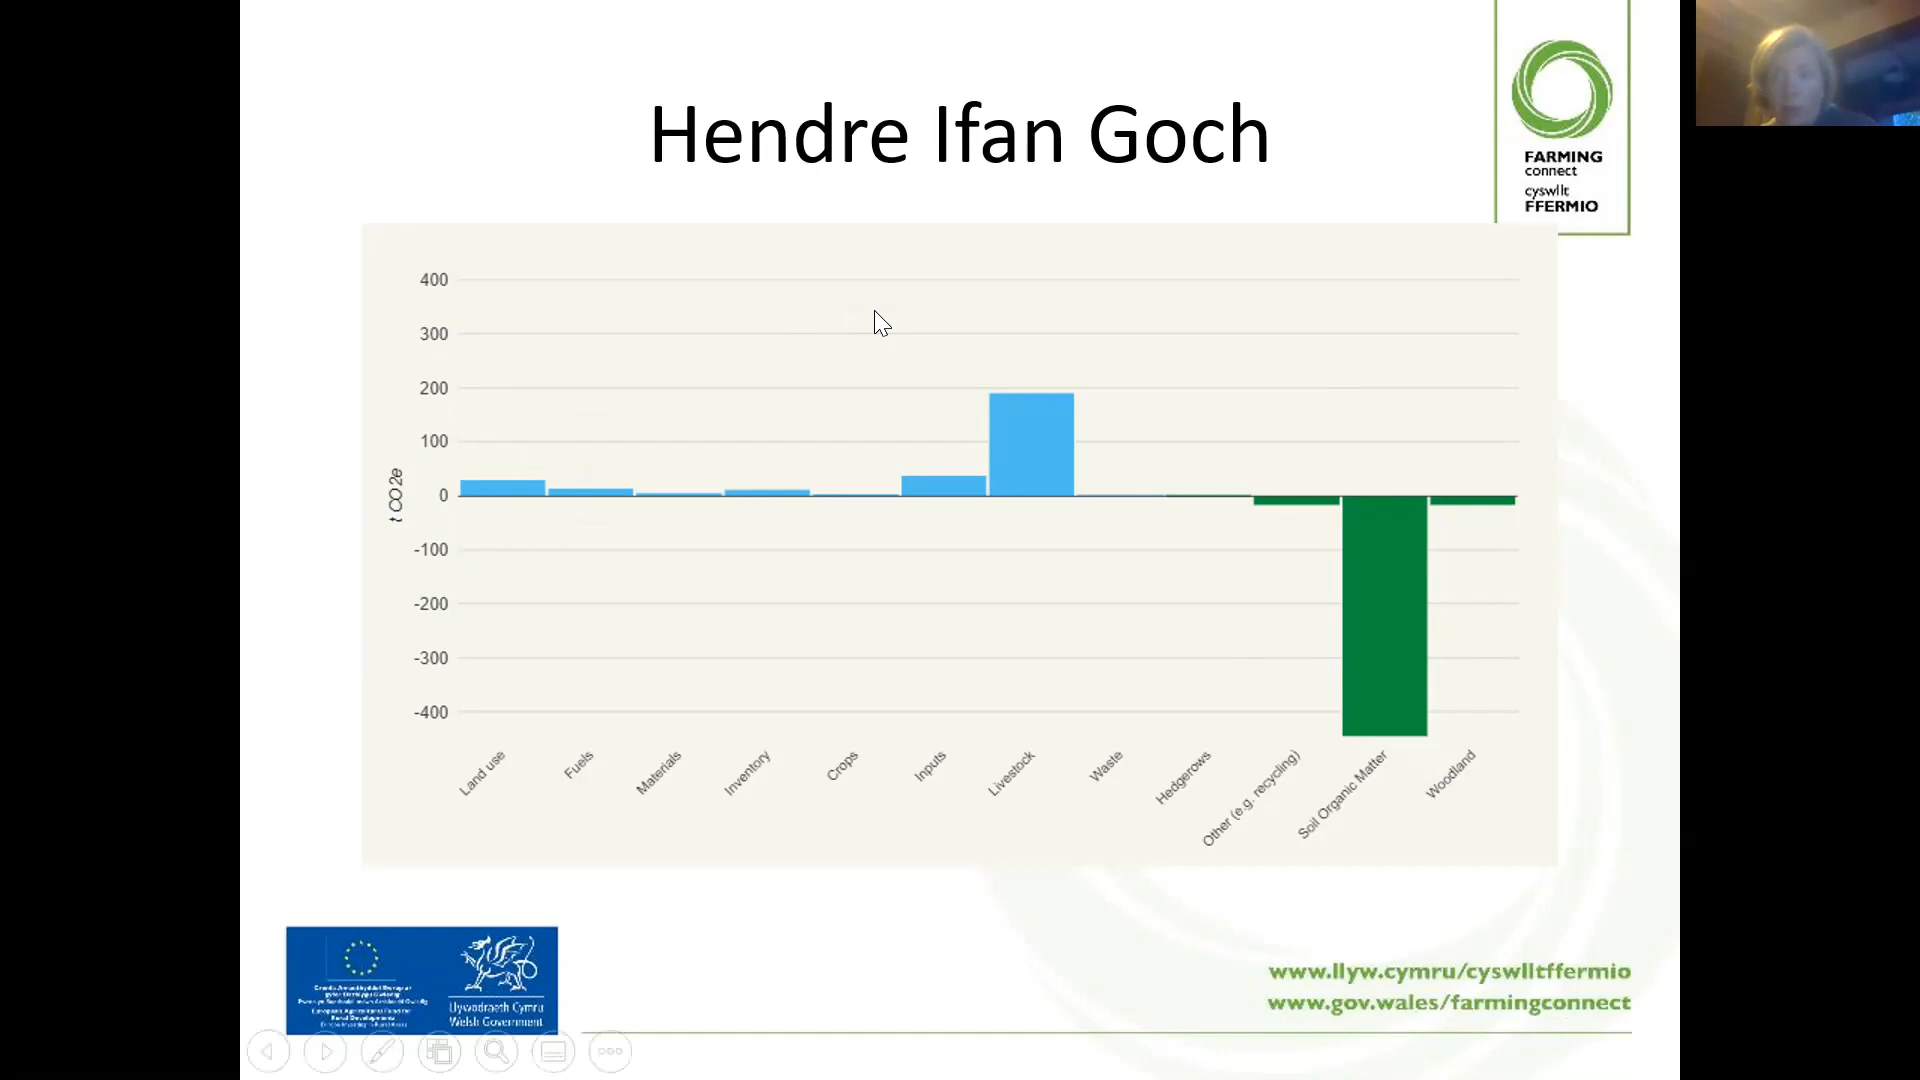 Hendre Ifan Goch
FARMING
connect
cyswllt
FFERMIO
400
300
200
100
0
-100
-200
-300
-400
t CO2e
Land use
Fuels
Materials
Inventory
Crops
Inputs
Livestock
Waste
Hedgerows
Other (e.g. recycling)
Soil Organic Matter
Woodland
Llywodraeth Cymru
Welsh Government
www.llyw.cymru/cyswlltffermio
www.gov.wales/farmingconnect